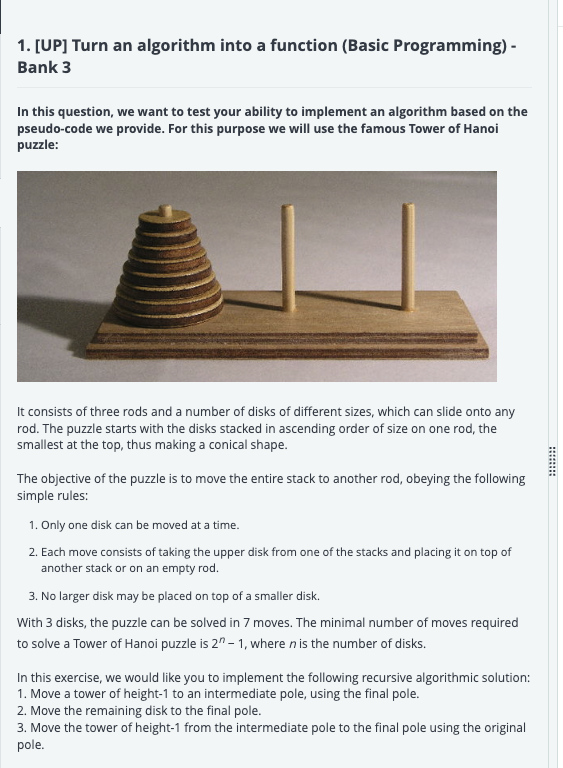 1. [UP] Turn an algorithm into a function (Basic Programming) -
Bank 3
In this question, we want to test your ability to implement an algorithm based on the
pseudo-code we provide. For this purpose we will use the famous Tower of Hanoi
puzzle:
It consists of three rods and a number of disks of different sizes, which can slide onto any
rod. The puzzle starts with the disks stacked in ascending order of size on one rod, the
smallest at the top, thus making a conical shape.
The objective of the puzzle is to move the entire stack to another rod, obeying the following
simple rules:
1. Only one disk can be moved at a time.
2. Each move consists of taking the upper disk from one of the stacks and placing it on top of
another stack or on an empty rod.
3. No larger disk may be placed on top of a smaller disk.
With 3 disks, the puzzle can be solved in 7 moves. The minimal number of moves required
to solve a Tower of Hanoi puzzle is 2ⁿ − 1, where n is the number of disks.
In this exercise, we would like you to implement the following recursive algorithmic solution:
1. Move a tower of height-1 to an intermediate pole, using the final pole.
2. Move the remaining disk to the final pole.
3. Move the tower of height-1 from the intermediate pole to the final pole using the original
pole.